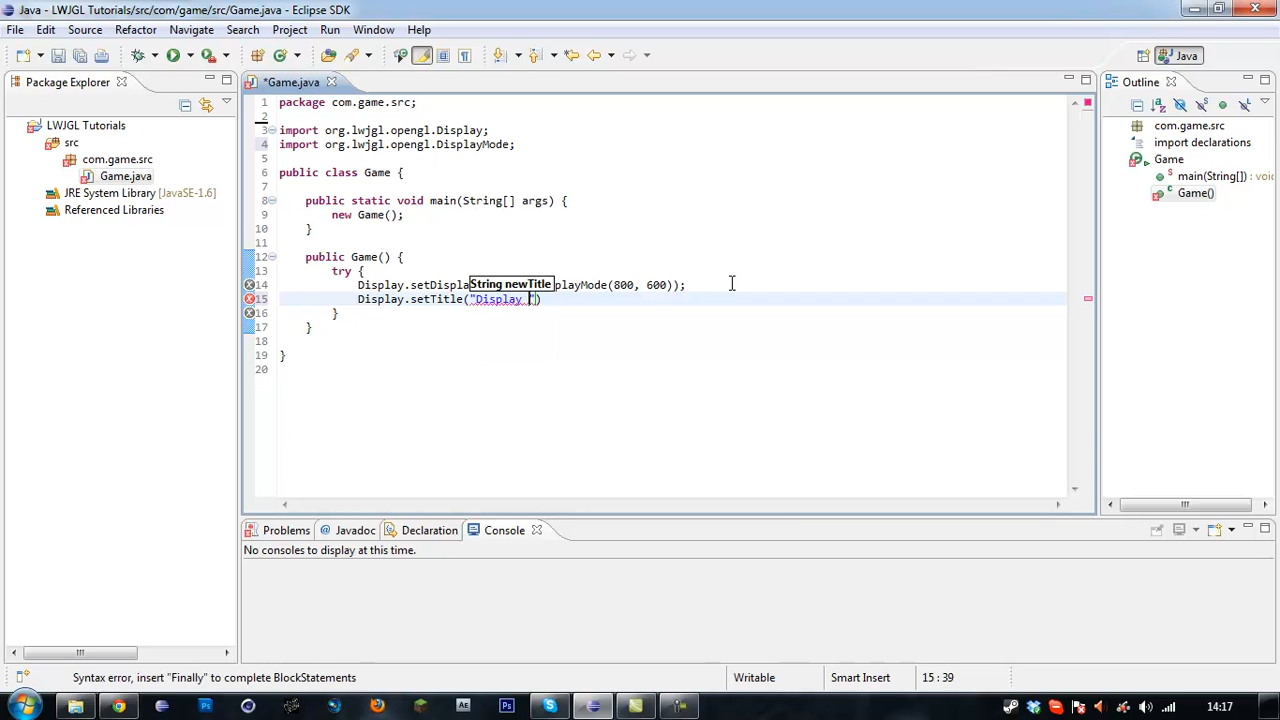 Java - LWJGL Tutorials/src/com/game/src/Game.java - Eclipse SDK
File Edit Source Refactor Navigate Search Project Run Window Help
Java
Package Explorer
*Game.java
Outline
LWJGL Tutorials
src
com.game.src
Game.java
JRE System Library [JavaSE-1.6]
Referenced Libraries
1 package com.game.src;
2
3 import org.lwjgl.opengl.Display;
4 import org.lwjgl.opengl.DisplayMode;
5
6 public class Game {
7
8 public static void main(String[] args) {
9 new Game();
10 }
11
12 public Game() {
13 try {
14 Display.setDispla String newTitle playMode(800, 600));
15 Display.setTitle("Display ")
16 }
17 }
18
19 }
20
com.game.src
import declarations
Game
main(String[]) : void
Game()
Problems Javadoc Declaration Console
No consoles to display at this time.
Syntax error, insert "Finally" to complete BlockStatements
Writable
Smart Insert
15 : 39
Ps AE Ps
14:17